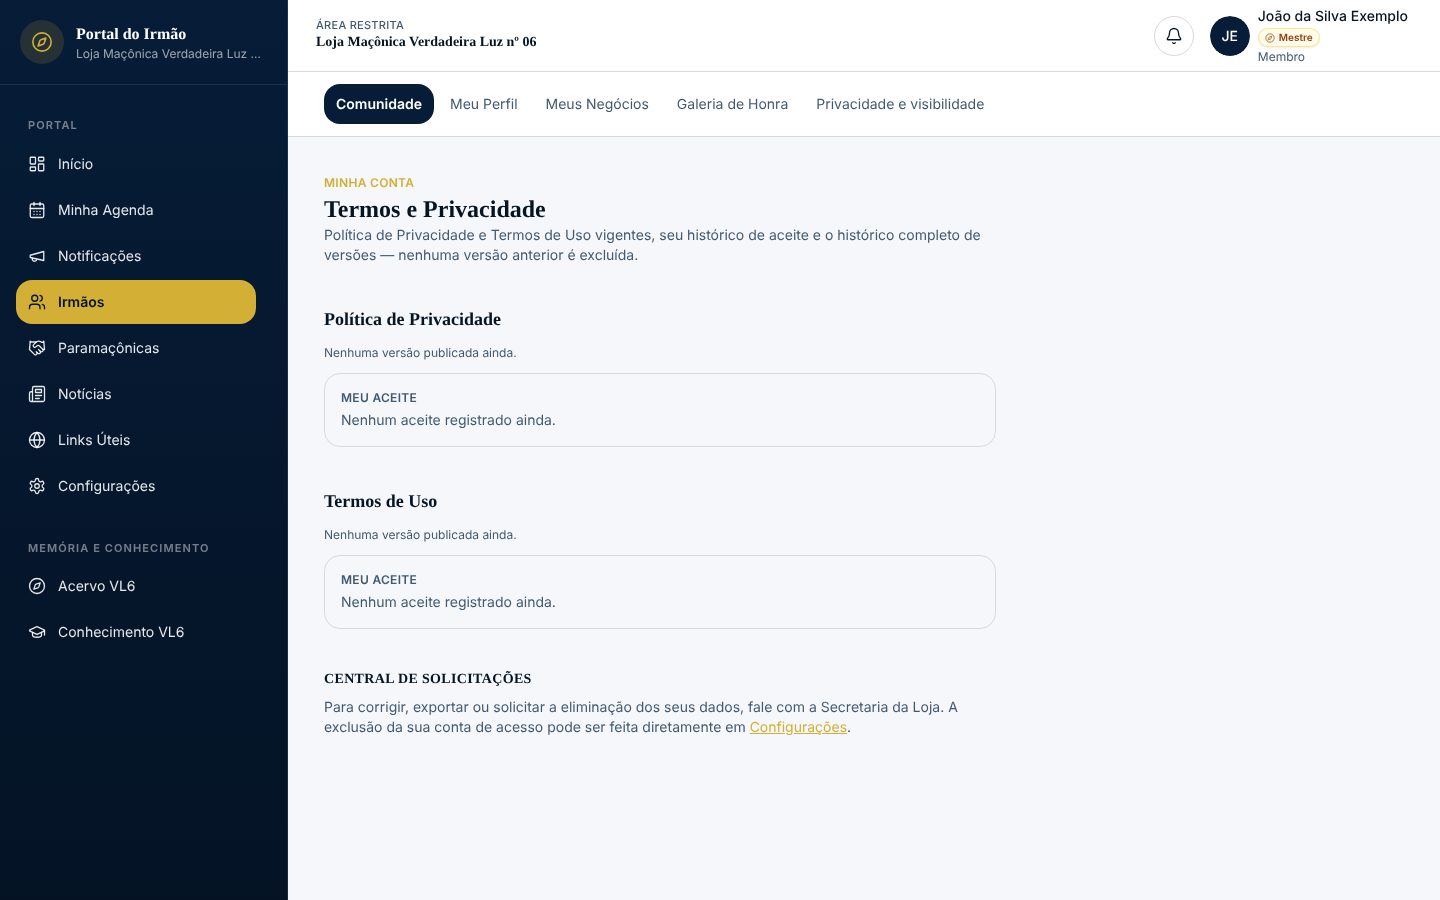 Portal do Irmão
Loja Maçônica Verdadeira Luz ...
PORTAL
Início
Minha Agenda
Notificações
Irmãos
Paramaçônicas
Notícias
Links Úteis
Configurações
MEMÓRIA E CONHECIMENTO
Acervo VL6
Conhecimento VL6
ÁREA RESTRITA
Loja Maçônica Verdadeira Luz nº 06
JE
João da Silva Exemplo
Mestre
Membro
Comunidade
Meu Perfil
Meus Negócios
Galeria de Honra
Privacidade e visibilidade
MINHA CONTA
Termos e Privacidade
Política de Privacidade e Termos de Uso vigentes, seu histórico de aceite e o histórico completo de
versões — nenhuma versão anterior é excluída.
Política de Privacidade
Nenhuma versão publicada ainda.
MEU ACEITE
Nenhum aceite registrado ainda.
Termos de Uso
Nenhuma versão publicada ainda.
MEU ACEITE
Nenhum aceite registrado ainda.
CENTRAL DE SOLICITAÇÕES
Para corrigir, exportar ou solicitar a eliminação dos seus dados, fale com a Secretaria da Loja. A
exclusão da sua conta de acesso pode ser feita diretamente em Configurações.